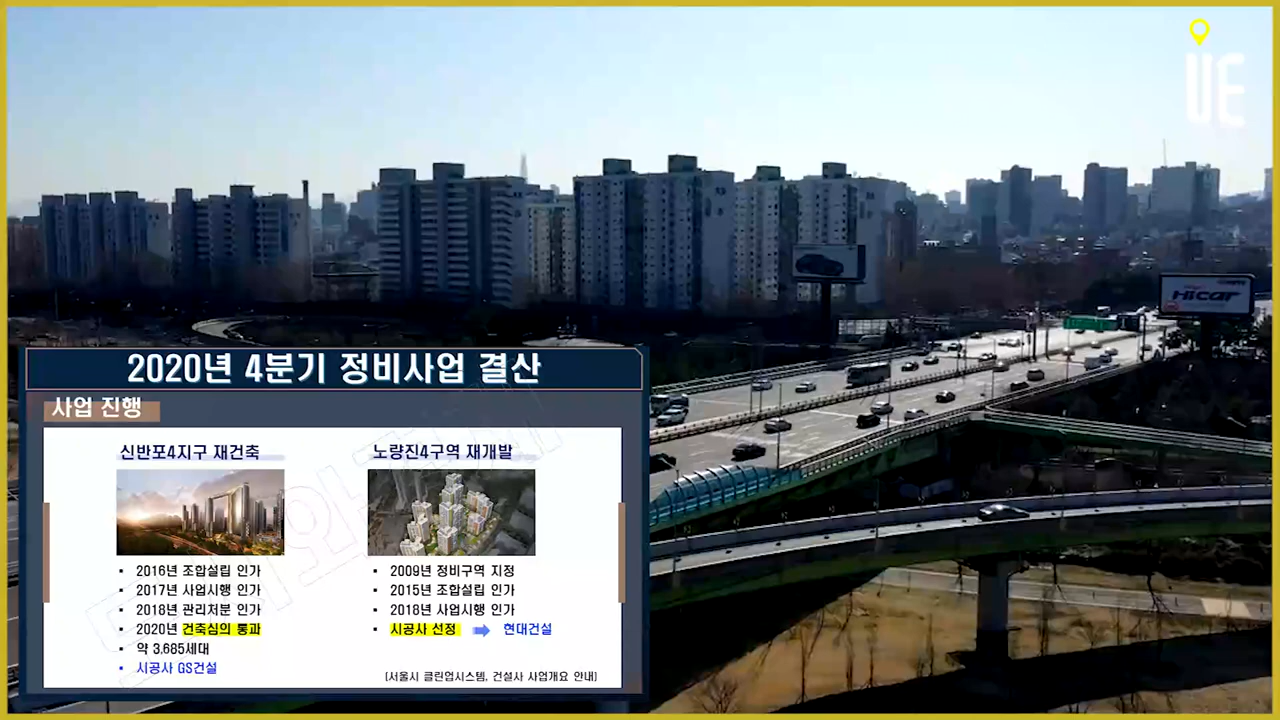 UE
Hicar
2020년 4분기 정비사업 결산
사업 진행
신반포4지구 재건축
• 2016년 조합설립 인가
• 2017년 사업시행 인가
• 2018년 관리처분 인가
• 2020년 건축심의 통과
• 약 3,685세대
• 시공사 GS건설
노량진4구역 재개발
• 2009년 정비구역 지정
• 2015년 조합설립 인가
• 2018년 사업시행 인가
• 시공사 선정 ➡ 현대건설
[서울시 클린업시스템, 건설사 사업개요 안내]